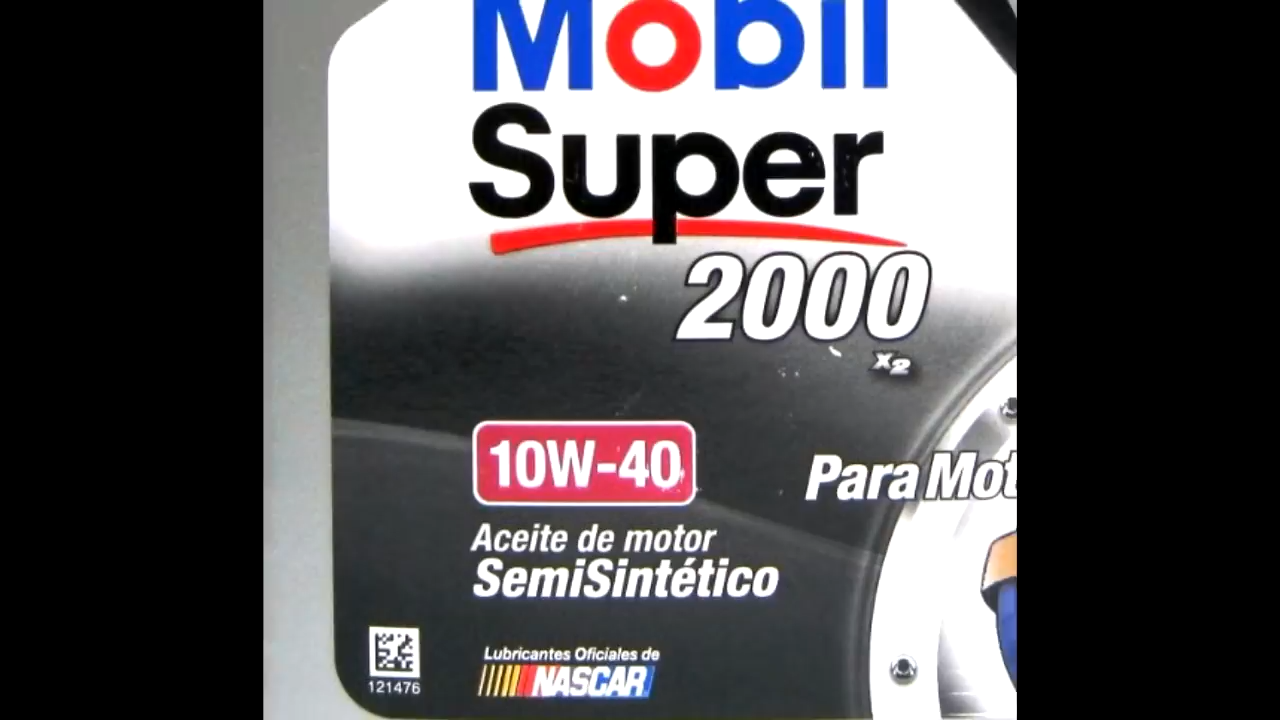 Mobil
Super
2000
x2
10W-40
Para Mot
Aceite de motor
SemiSintético
Lubricantes Oficiales de
NASCAR
121476